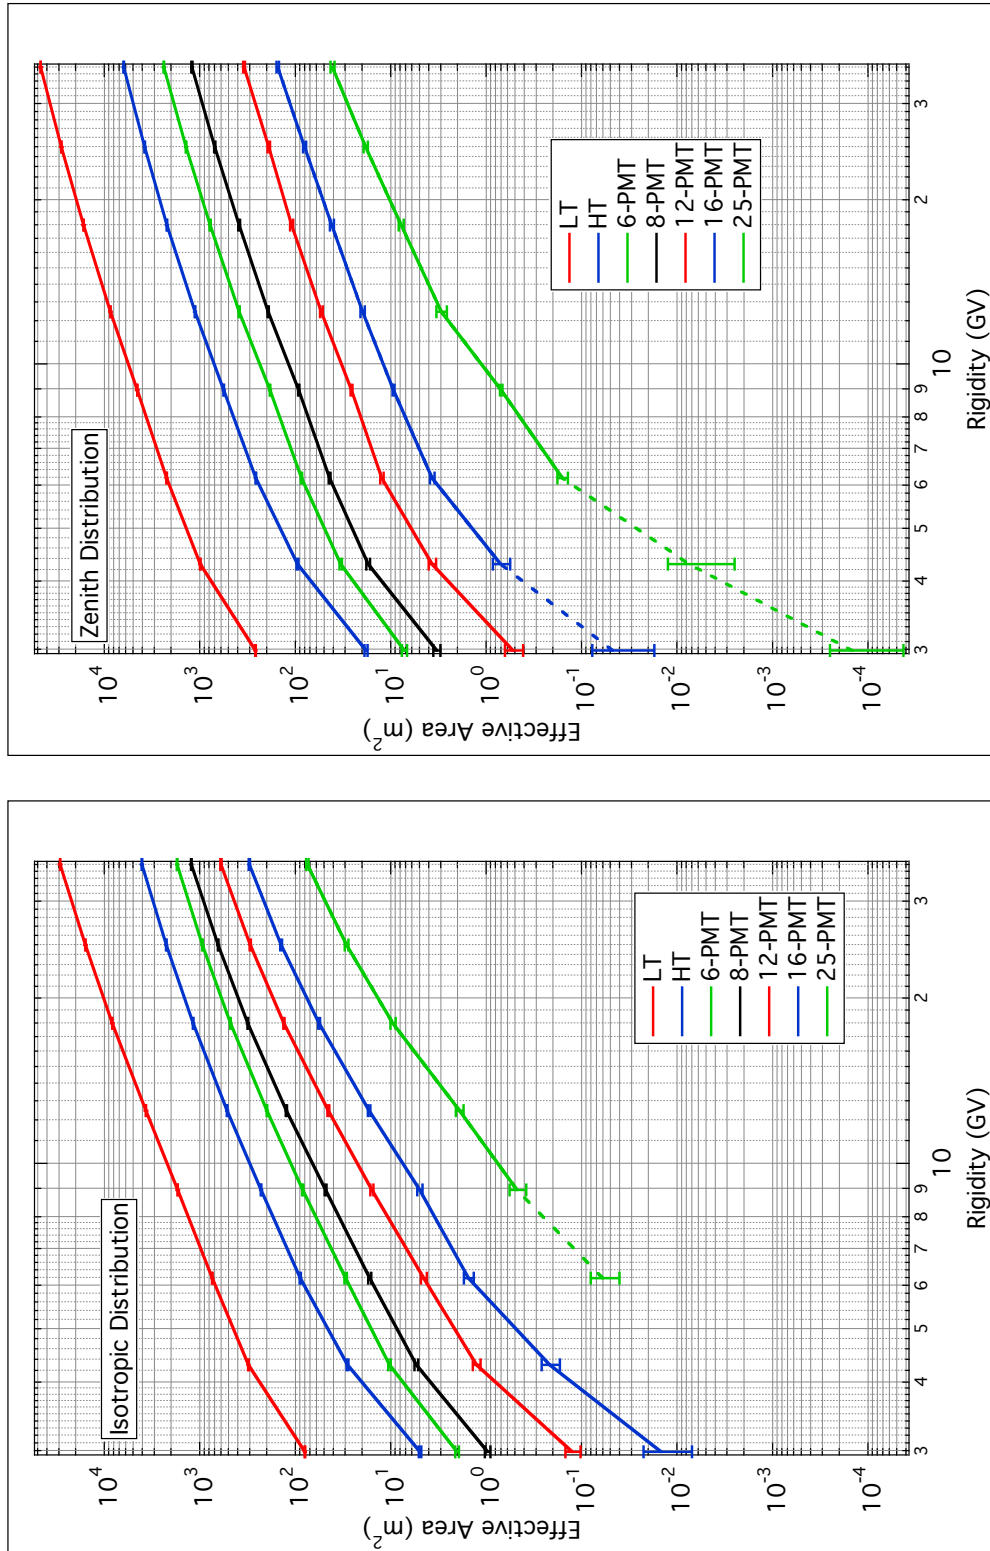 Isotropic Distribution
Effective Area (m²)
10⁴
10³
10²
10¹
10⁰
10⁻¹
10⁻²
10⁻³
10⁻⁴
3 4 5 6 7 8 9 10 2 3
Rigidity (GV)
LT
HT
6-PMT
8-PMT
12-PMT
16-PMT
25-PMT
Zenith Distribution
Effective Area (m²)
10⁴
10³
10²
10¹
10⁰
10⁻¹
10⁻²
10⁻³
10⁻⁴
3 4 5 6 7 8 9 10 2 3
Rigidity (GV)
LT
HT
6-PMT
8-PMT
12-PMT
16-PMT
25-PMT